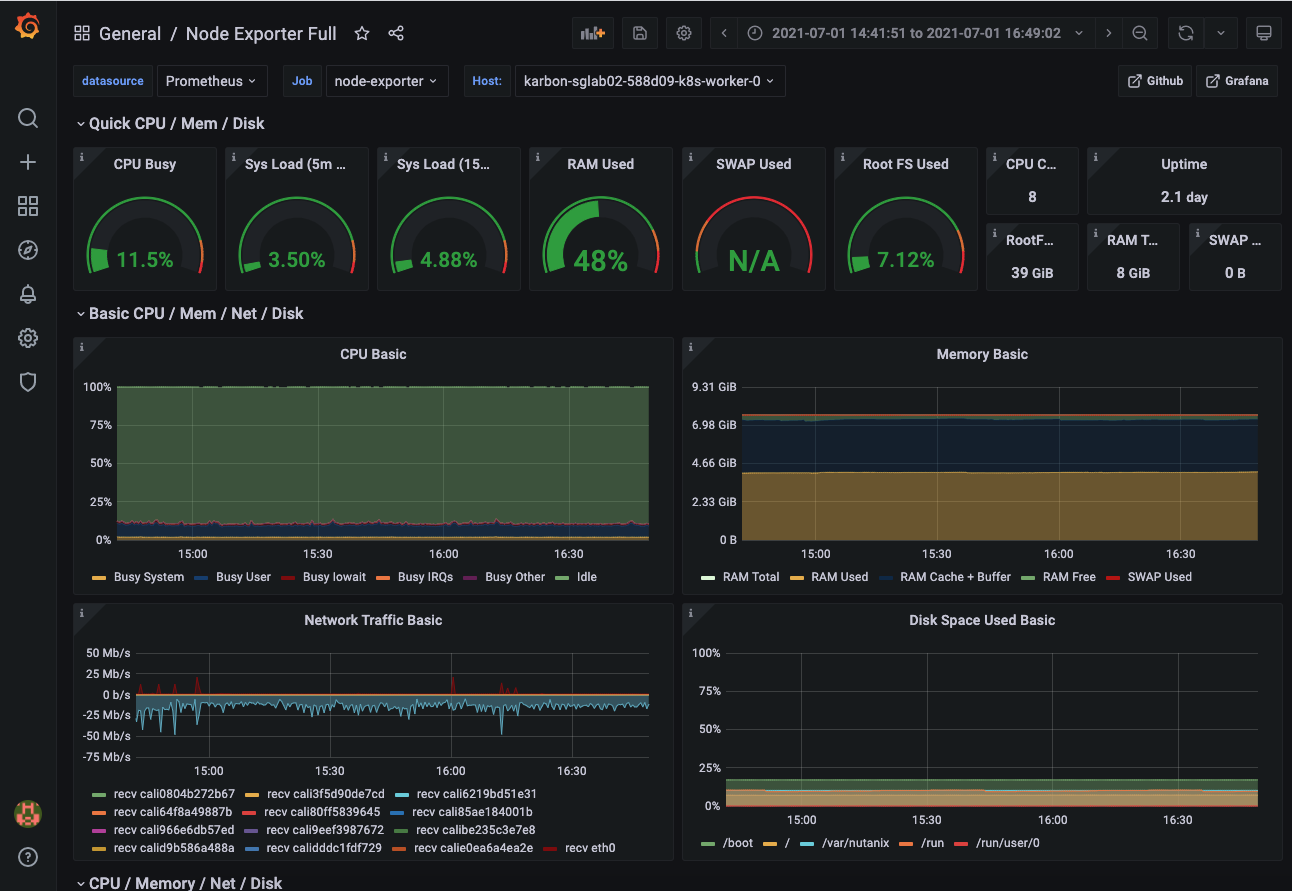 General / Node Exporter Full
2021-07-01 14:41:51 to 2021-07-01 16:49:02
datasource Prometheus Job node-exporter Host: karbon-sglab02-588d09-k8s-worker-0 Github Grafana
Quick CPU / Mem / Disk
CPU Busy
11.5%
Sys Load (5m ...
3.50%
Sys Load (15...
4.88%
RAM Used
48%
SWAP Used
N/A
Root FS Used
7.12%
CPU C...
8
Uptime
2.1 day
RootF...
39 GiB
RAM T...
8 GiB
SWAP ...
0 B
Basic CPU / Mem / Net / Disk
CPU Basic
100%
75%
50%
25%
0%
15:00 15:30 16:00 16:30
Busy System Busy User Busy Iowait Busy IRQs Busy Other Idle
Memory Basic
9.31 GiB
6.98 GiB
4.66 GiB
2.33 GiB
0 B
15:00 15:30 16:00 16:30
RAM Total RAM Used RAM Cache + Buffer RAM Free SWAP Used
Network Traffic Basic
50 Mb/s
25 Mb/s
0 b/s
-25 Mb/s
-50 Mb/s
-75 Mb/s
15:00 15:30 16:00 16:30
recv cali0804b272b67 recv cali3f5d90de7cd recv cali6219bd51e31
recv cali64f8a49887b recv cali80ff5839645 recv cali85ae184001b
recv cali966e6db57ed recv cali9eef3987672 recv calibe235c3e7e8
recv calid9b586a488a recv calidddc1fdf729 recv calie0ea6a4ea2e recv eth0
Disk Space Used Basic
100%
75%
50%
25%
0%
15:00 15:30 16:00 16:30
/boot / /var/nutanix /run /run/user/0
CPU / Memory / Net / Disk